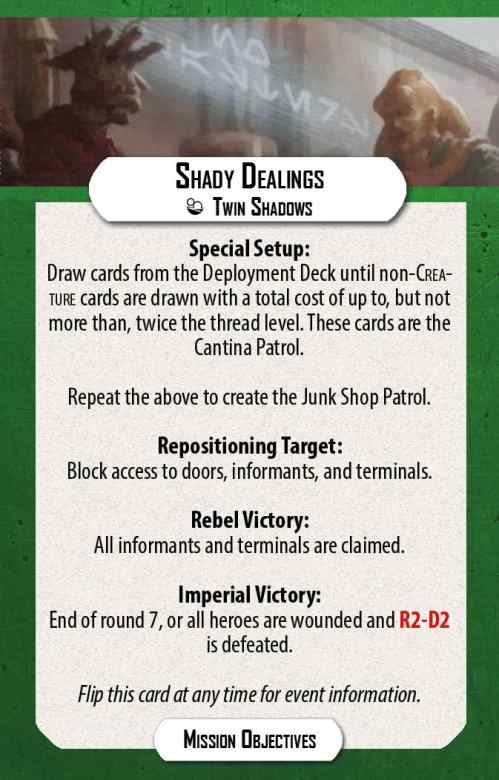 Shady Dealings
Twin Shadows
Special Setup:
Draw cards from the Deployment Deck until non-Crea-
ture cards are drawn with a total cost of up to, but not
more than, twice the thread level. These cards are the
Cantina Patrol.
Repeat the above to create the Junk Shop Patrol.
Repositioning Target:
Block access to doors, informants, and terminals.
Rebel Victory:
All informants and terminals are claimed.
Imperial Victory:
End of round 7, or all heroes are wounded and R2-D2
is defeated.
Flip this card at any time for event information.
Mission Objectives